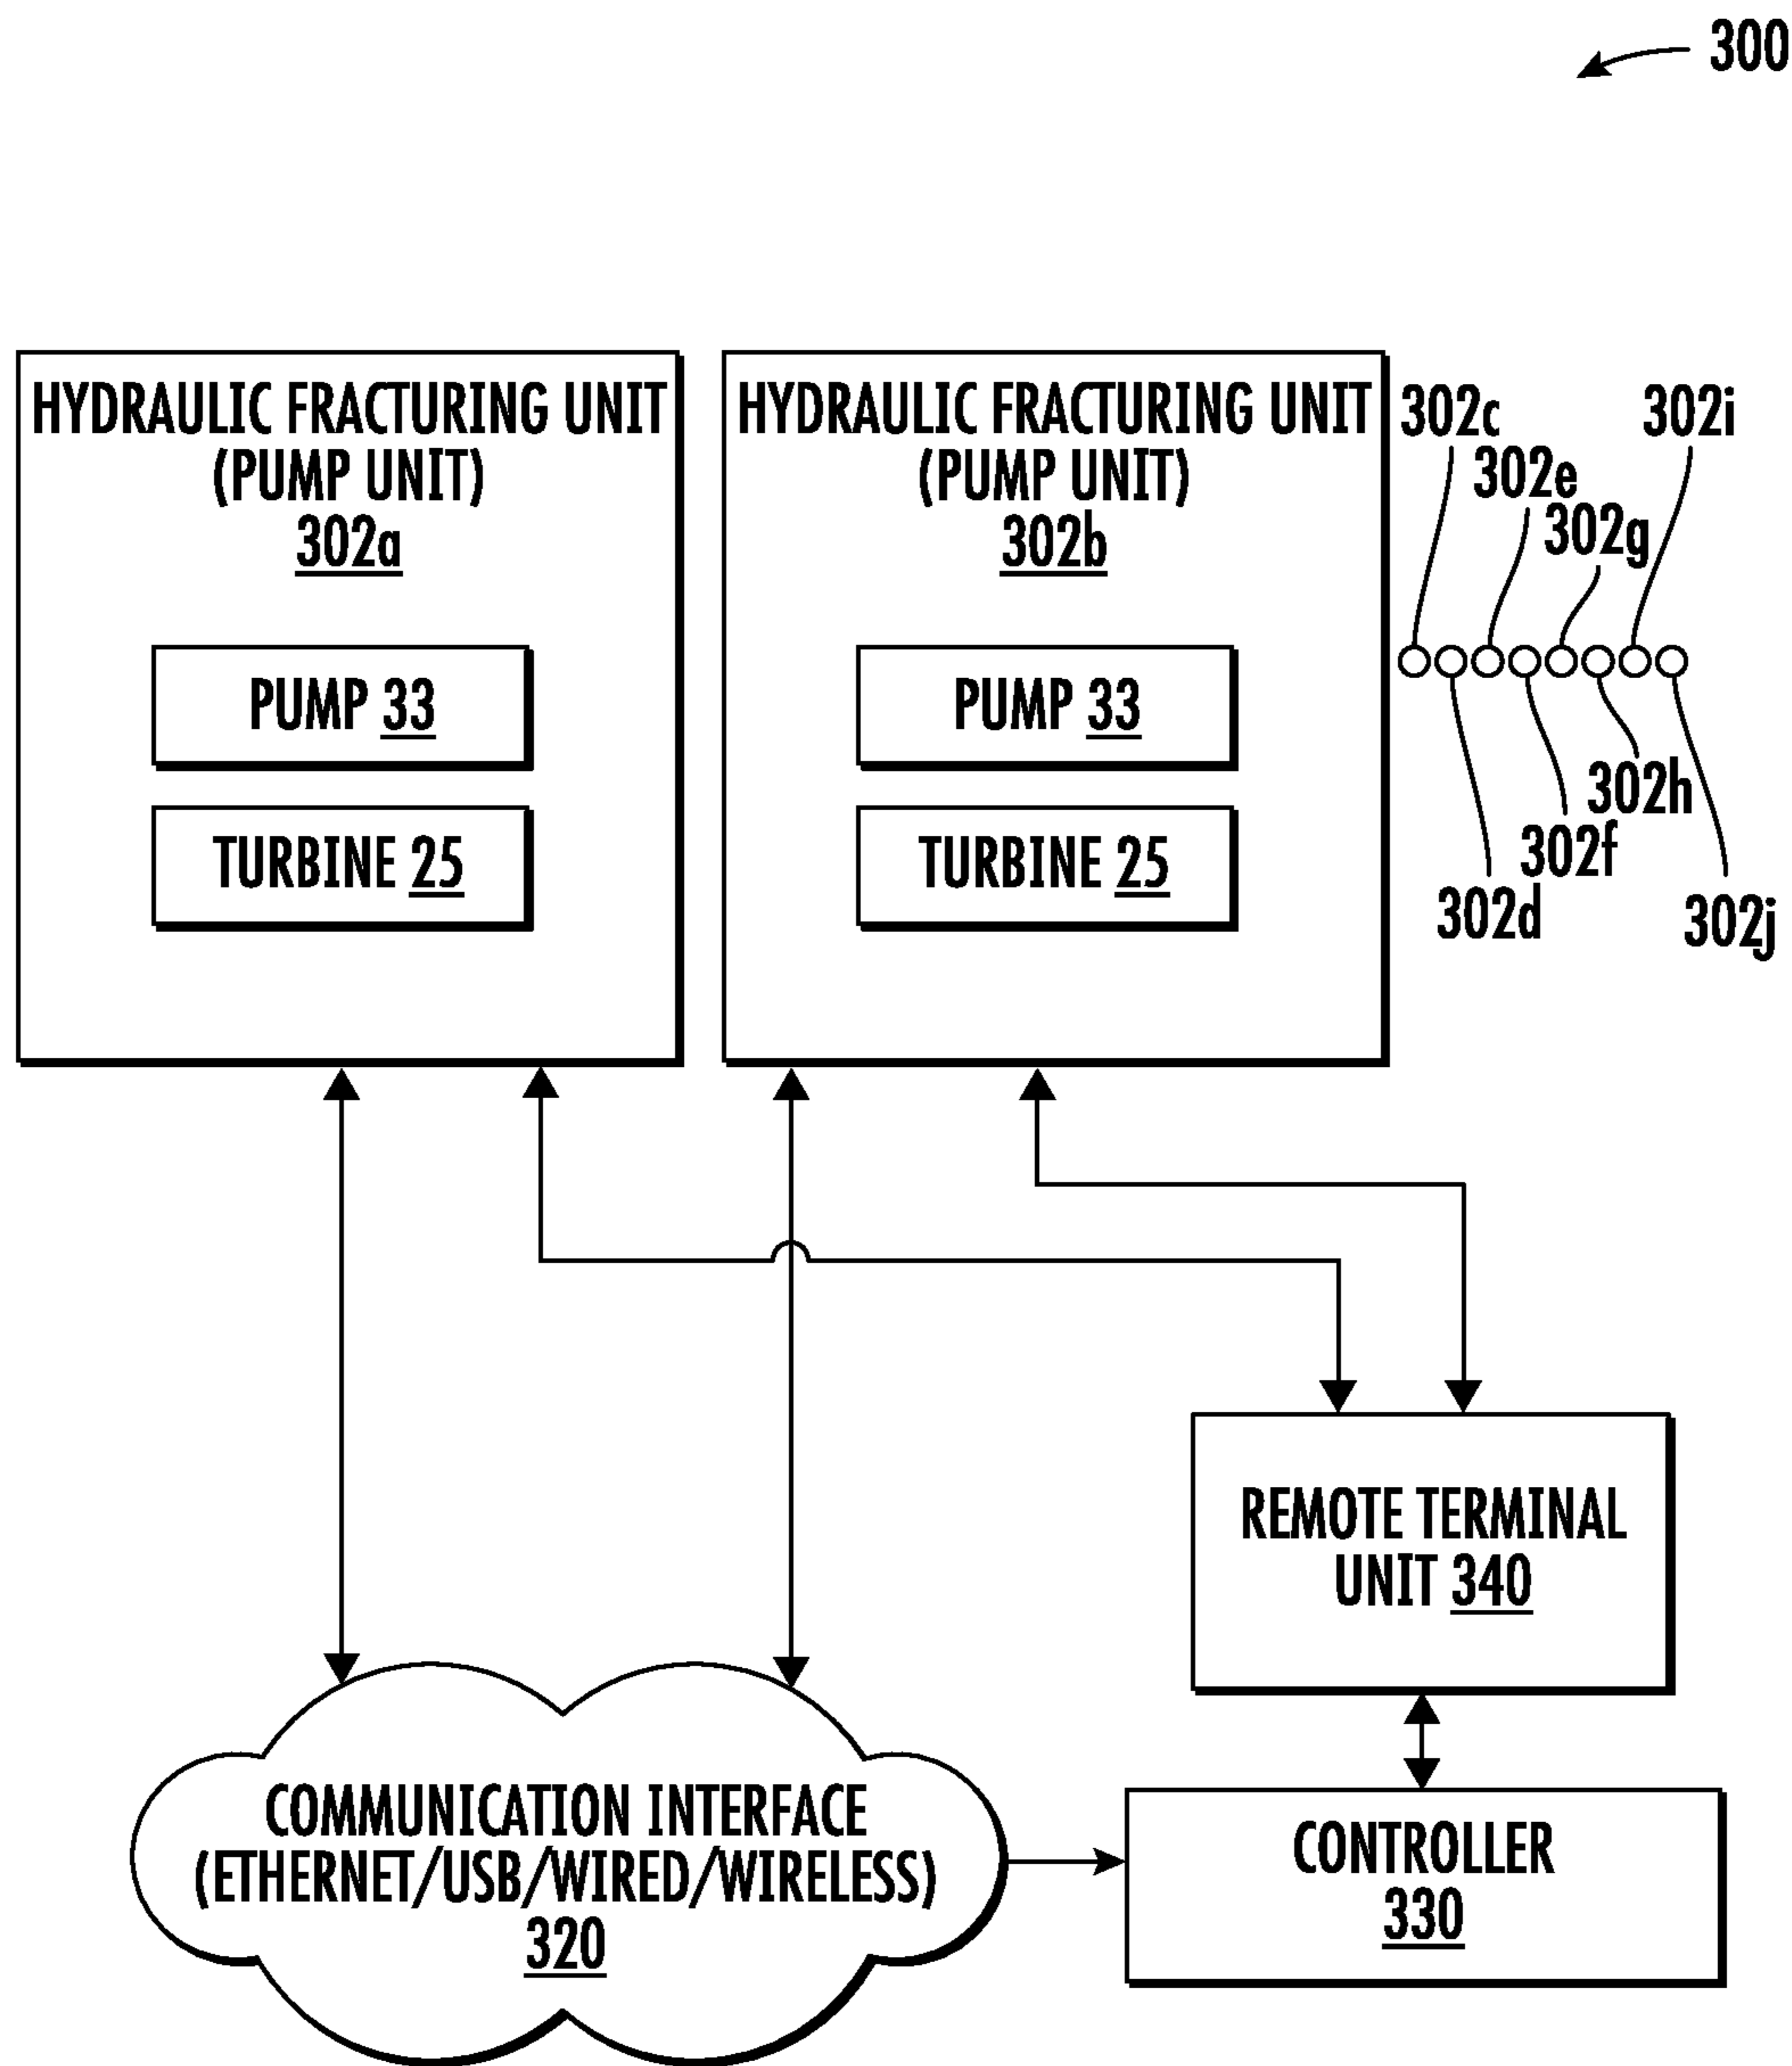 300
HYDRAULIC FRACTURING UNIT
(PUMP UNIT)
302a
PUMP 33
TURBINE 25
HYDRAULIC FRACTURING UNIT
(PUMP UNIT)
302b
PUMP 33
TURBINE 25
302c
302i
302e
302g
302h
302f
302d
302j
REMOTE TERMINAL
UNIT 340
COMMUNICATION INTERFACE
(ETHERNET/USB/WIRED/WIRELESS)
320
CONTROLLER
330